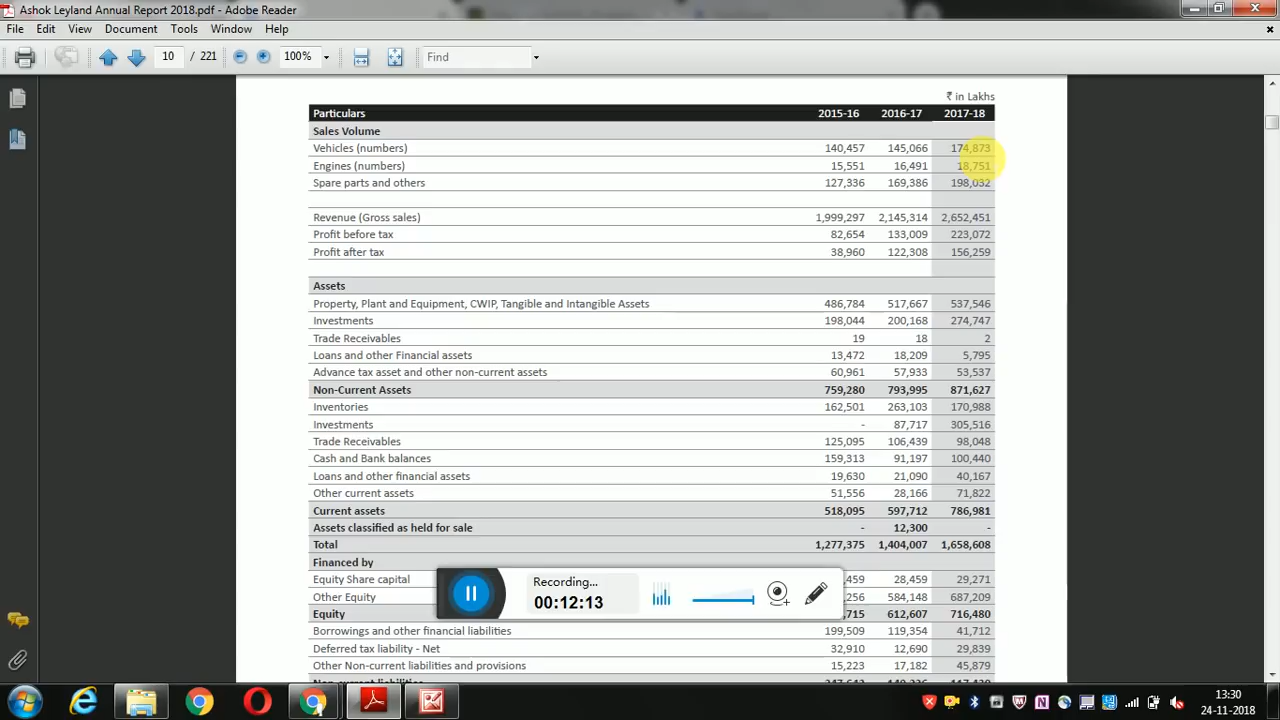 Ashok Leyland Annual Report 2018.pdf - Adobe Reader
File Edit View Document Tools Window Help
10 / 221 100% Find
₹ in Lakhs
Particulars 2015-16 2016-17 2017-18
Sales Volume
Vehicles (numbers) 140,457 145,066 174,873
Engines (numbers) 15,551 16,491 18,751
Spare parts and others 127,336 169,386 198,032
Revenue (Gross sales) 1,999,297 2,145,314 2,652,451
Profit before tax 82,654 133,009 223,072
Profit after tax 38,960 122,308 156,259
Assets
Property, Plant and Equipment, CWIP, Tangible and Intangible Assets 486,784 517,667 537,546
Investments 198,044 200,168 274,747
Trade Receivables 19 18 2
Loans and other Financial assets 13,472 18,209 5,795
Advance tax asset and other non-current assets 60,961 57,933 53,537
Non-Current Assets 759,280 793,995 871,627
Inventories 162,501 263,103 170,988
Investments - 87,717 305,516
Trade Receivables 125,095 106,439 98,048
Cash and Bank balances 159,313 91,197 100,440
Loans and other financial assets 19,630 21,090 40,167
Other current assets 51,556 28,166 71,822
Current assets 518,095 597,712 786,981
Assets classified as held for sale - 12,300 -
Total 1,277,375 1,404,007 1,658,608
Financed by
Equity Share capital ,459 28,459 29,271
Other Equity ,256 584,148 687,209
Equity ,715 612,607 716,480
Recording...
00:12:13
Borrowings and other financial liabilities 199,509 119,354 41,712
Deferred tax liability - Net 32,910 12,690 29,839
Other Non-current liabilities and provisions 15,223 17,182 45,879
13:30
24-11-2018